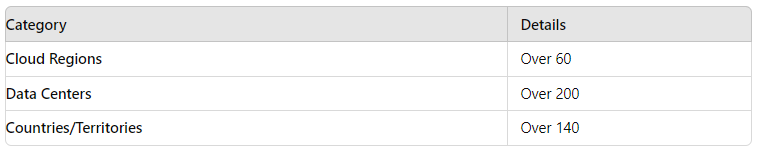 Category Details
Cloud Regions Over 60
Data Centers Over 200
Countries/Territories Over 140